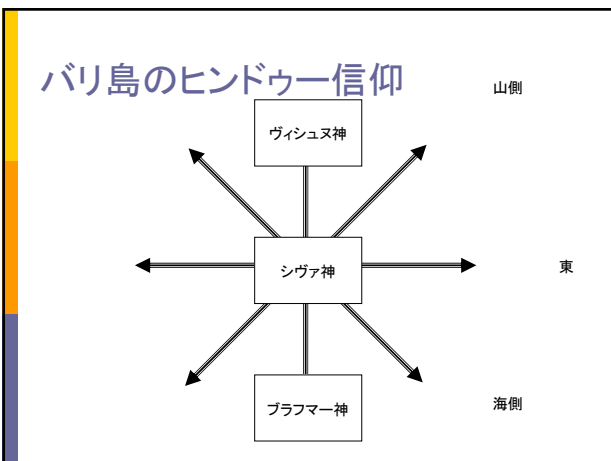 バリ島のヒンドゥー信仰
山側
ヴィシュヌ神
シヴァ神
東
ブラフマー神
海側